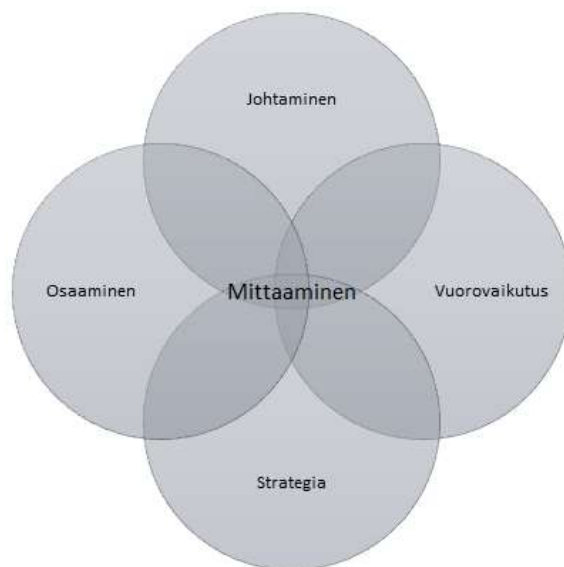 Johtaminen
Osaaminen
Mittaaminen
Vuorovaikutus
Strategia